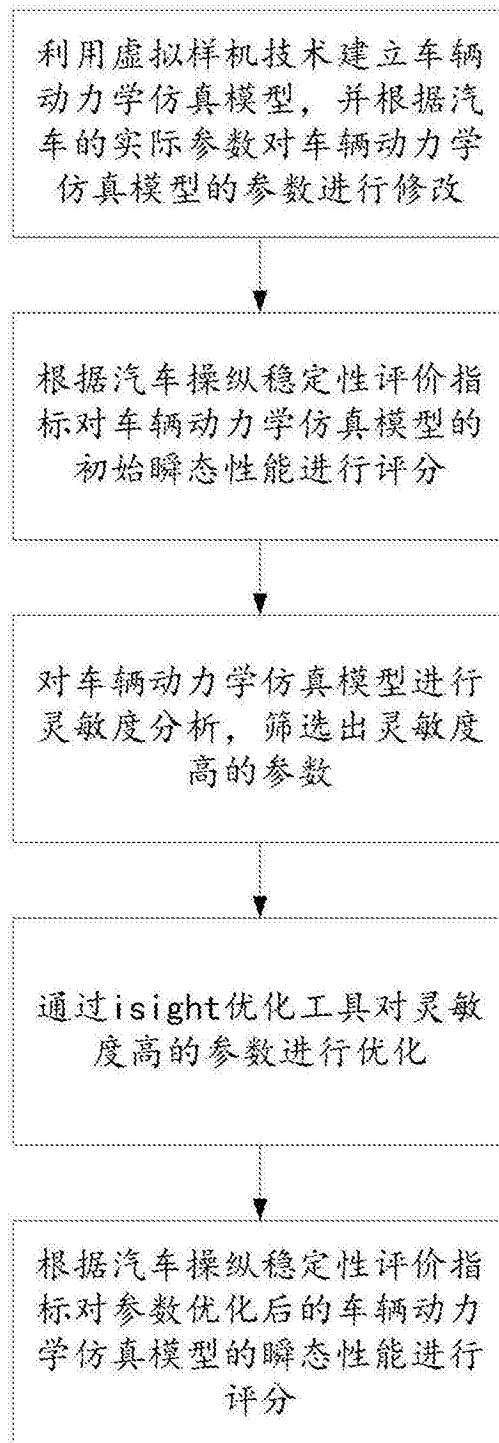 利用虚拟样机技术建立车辆
动力学仿真模型，并根据汽
车的实际参数对车辆动力学
仿真模型的参数进行修改
根据汽车操纵稳定性评价指
标对车辆动力学仿真模型的
初始瞬态性能进行评分
对车辆动力学仿真模型进行
灵敏度分析，筛选出灵敏度
高的参数
通过isight优化工具对灵敏
度高的参数进行优化
根据汽车操纵稳定性评价指
标对参数优化后的车辆动力
学仿真模型的瞬态性能进行
评分